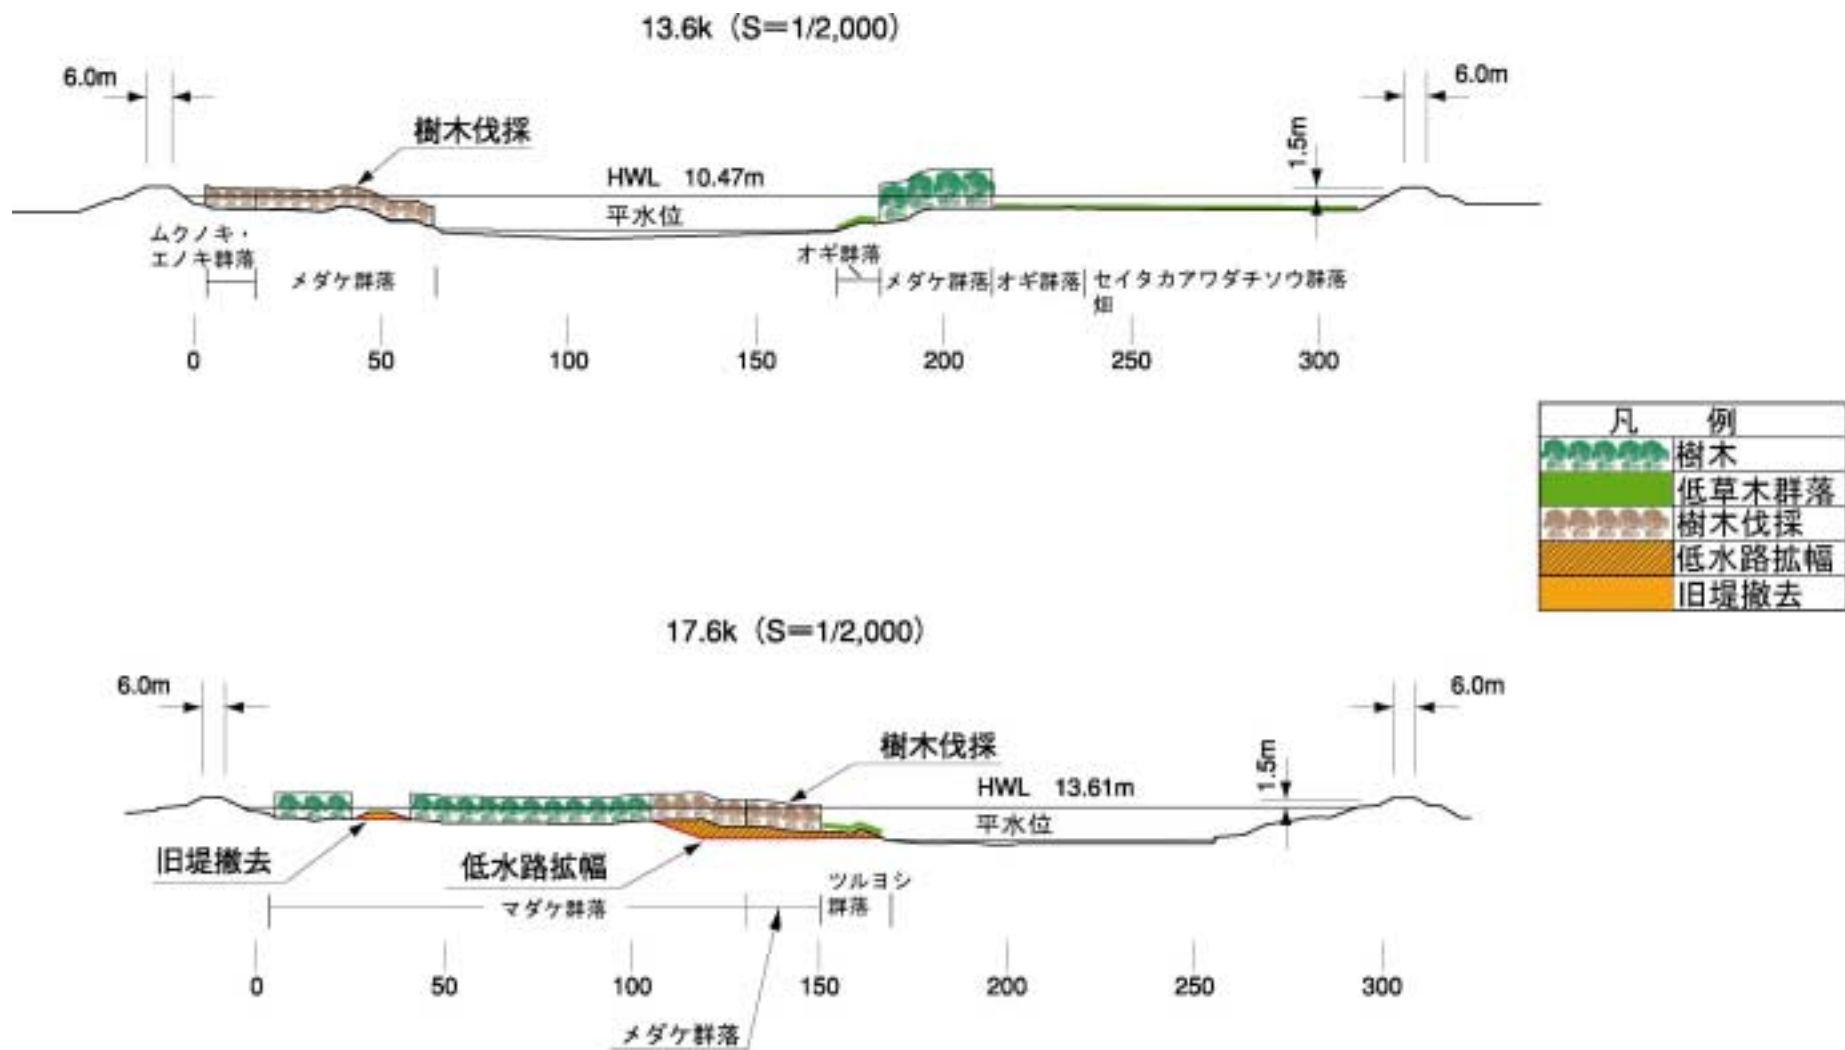 13.6k（S＝1/2,000）
6.0m
6.0m
樹木伐採
1.5m
HWL 10.47m
平水位
ムクノキ・
エノキ群落
メダケ群落
オギ群落
メダケ群落
オギ群落
セイタカアワダチソウ群落
畑
0
50
100
150
200
250
300
凡 例
樹木
低草木群落
樹木伐採
低水路拡幅
旧堤撤去
17.6k（S＝1/2,000）
6.0m
6.0m
樹木伐採
1.5m
HWL 13.61m
平水位
旧堤撤去
低水路拡幅
ツルヨシ
群落
マダケ群落
0
50
100
150
200
250
300
メダケ群落